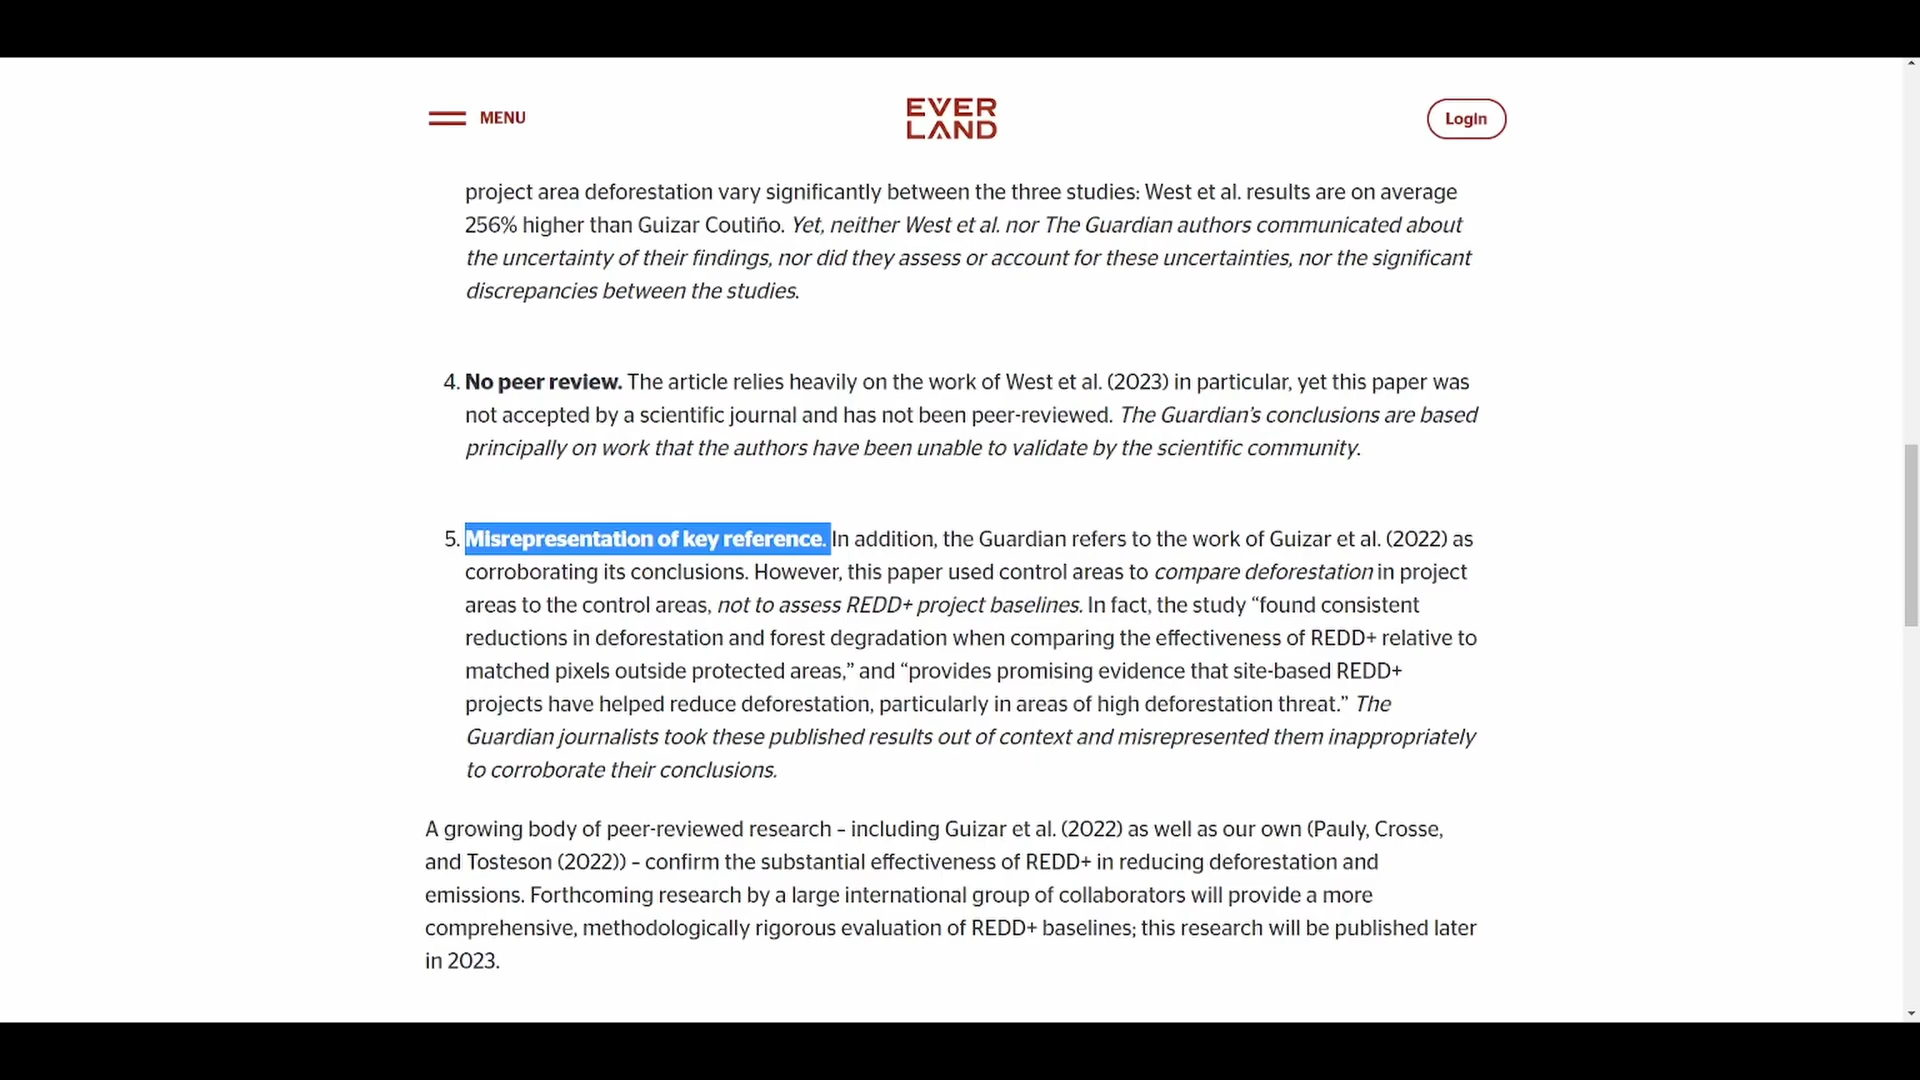 MENU
EVER
LAND
Login
project area deforestation vary significantly between the three studies: West et al. results are on average
256% higher than Guizar Coutiño. Yet, neither West et al. nor The Guardian authors communicated about
the uncertainty of their findings, nor did they assess or account for these uncertainties, nor the significant
discrepancies between the studies.
4. No peer review. The article relies heavily on the work of West et al. (2023) in particular, yet this paper was
not accepted by a scientific journal and has not been peer-reviewed. The Guardian’s conclusions are based
principally on work that the authors have been unable to validate by the scientific community.
5. Misrepresentation of key reference. In addition, the Guardian refers to the work of Guizar et al. (2022) as
corroborating its conclusions. However, this paper used control areas to compare deforestation in project
areas to the control areas, not to assess REDD+ project baselines. In fact, the study “found consistent
reductions in deforestation and forest degradation when comparing the effectiveness of REDD+ relative to
matched pixels outside protected areas,” and “provides promising evidence that site-based REDD+
projects have helped reduce deforestation, particularly in areas of high deforestation threat.” The
Guardian journalists took these published results out of context and misrepresented them inappropriately
to corroborate their conclusions.
A growing body of peer-reviewed research – including Guizar et al. (2022) as well as our own (Pauly, Crosse,
and Tosteson (2022)) – confirm the substantial effectiveness of REDD+ in reducing deforestation and
emissions. Forthcoming research by a large international group of collaborators will provide a more
comprehensive, methodologically rigorous evaluation of REDD+ baselines; this research will be published later
in 2023.